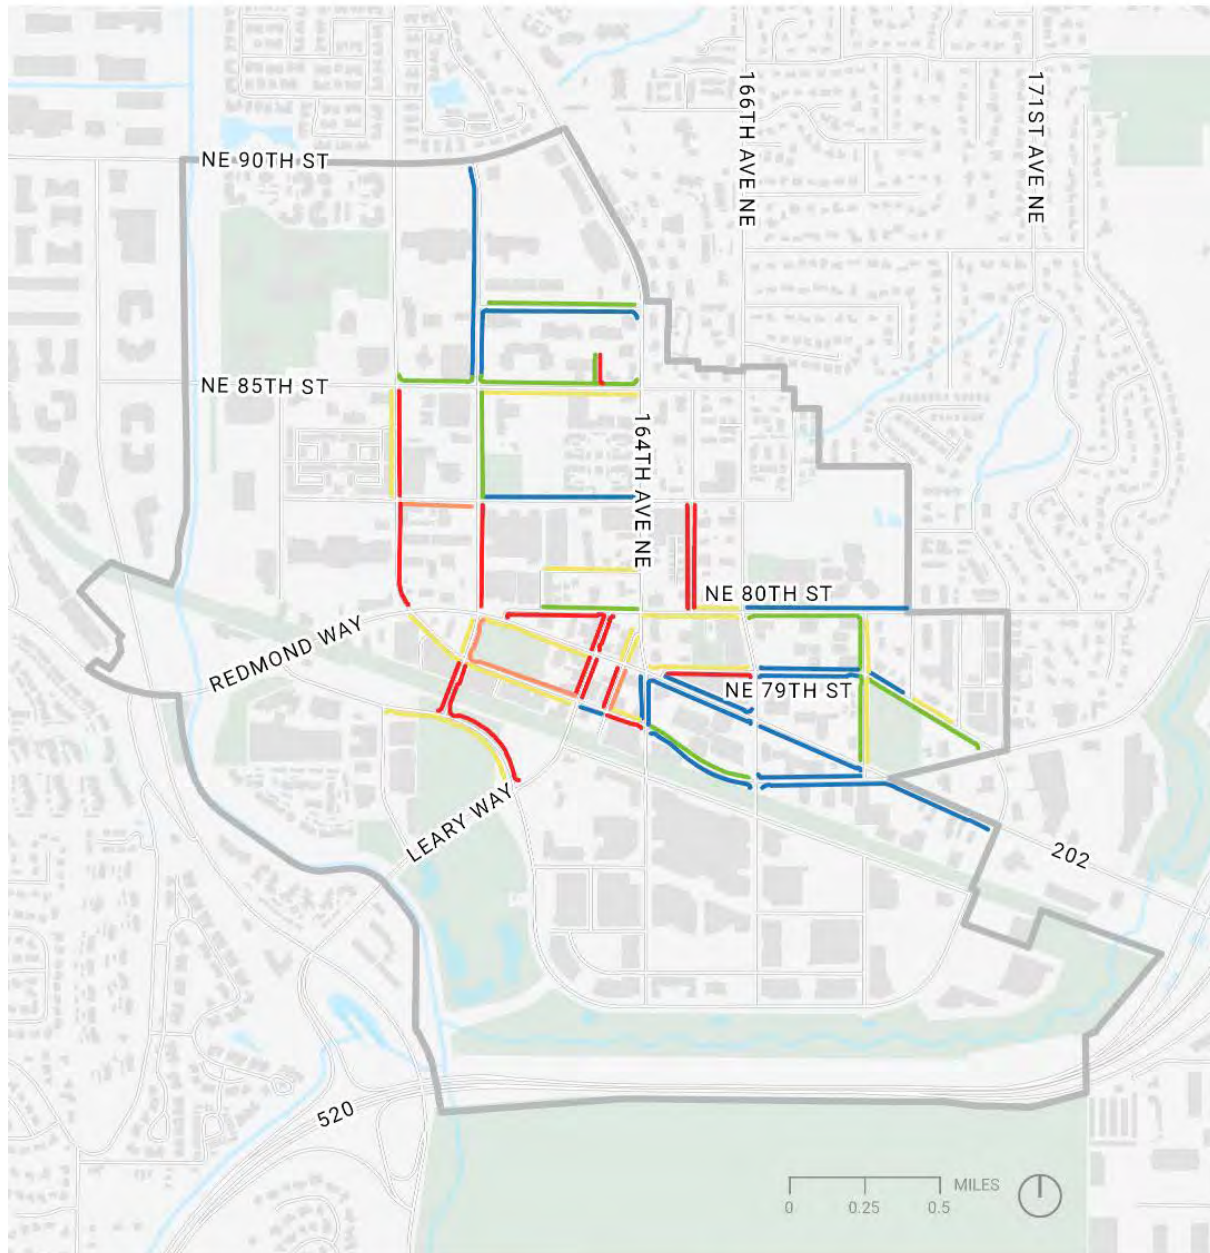 166TH AVE NE
171ST AVE NE
NE 90TH ST
NE 85TH ST
164TH AVE NE
NE 80TH ST
REDMOND WAY
NE 79TH ST
LEARY WAY
202
520
MILES
0 0.25 0.5